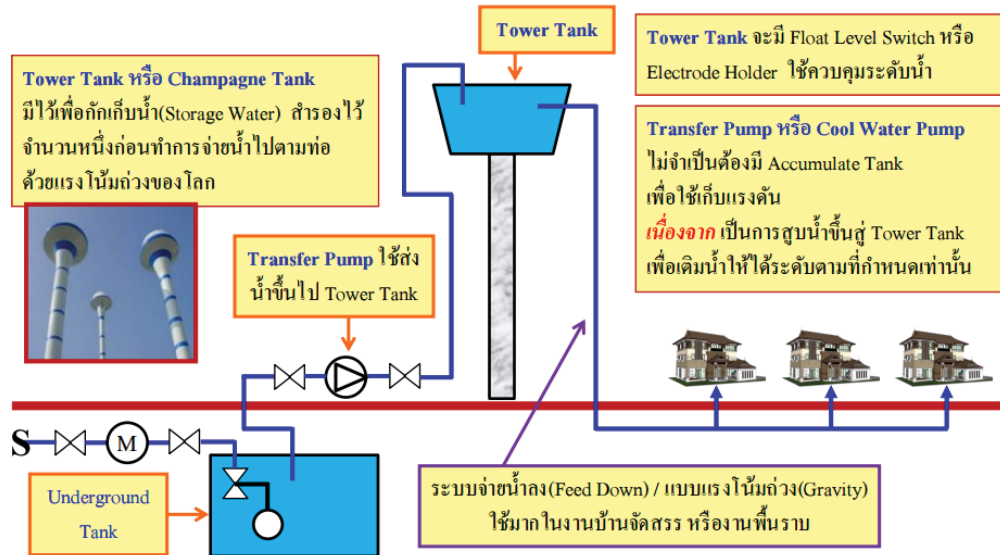 Tower Tank
Tower Tank หรือ Champagne Tank
มีไว้เพื่อกักเก็บน้ำ(Storage Water) สำรองไว้
จำนวนหนึ่งก่อนทำการจ่ายน้ำไปตามท่อ
ด้วยแรงโน้มถ่วงของโลก
Tower Tank จะมี Float Level Switch หรือ
Electrode Holder ใช้ควบคุมระดับน้ำ
Transfer Pump หรือ Cool Water Pump
ไม่จำเป็นต้องมี Accumulate Tank
เพื่อใช้เก็บแรงดัน
เนื่องจาก เป็นการสูบน้ำขึ้นสู่ Tower Tank
เพื่อเติมน้ำให้ได้ระดับตามที่กำหนดเท่านั้น
Transfer Pump ใช้ส่ง
น้ำขึ้นไป Tower Tank
S
M
Underground
Tank
ระบบจ่ายน้ำลง(Feed Down) / แบบแรงโน้มถ่วง(Gravity)
ใช้มากในงานบ้านจัดสรร หรืองานพื้นราบ